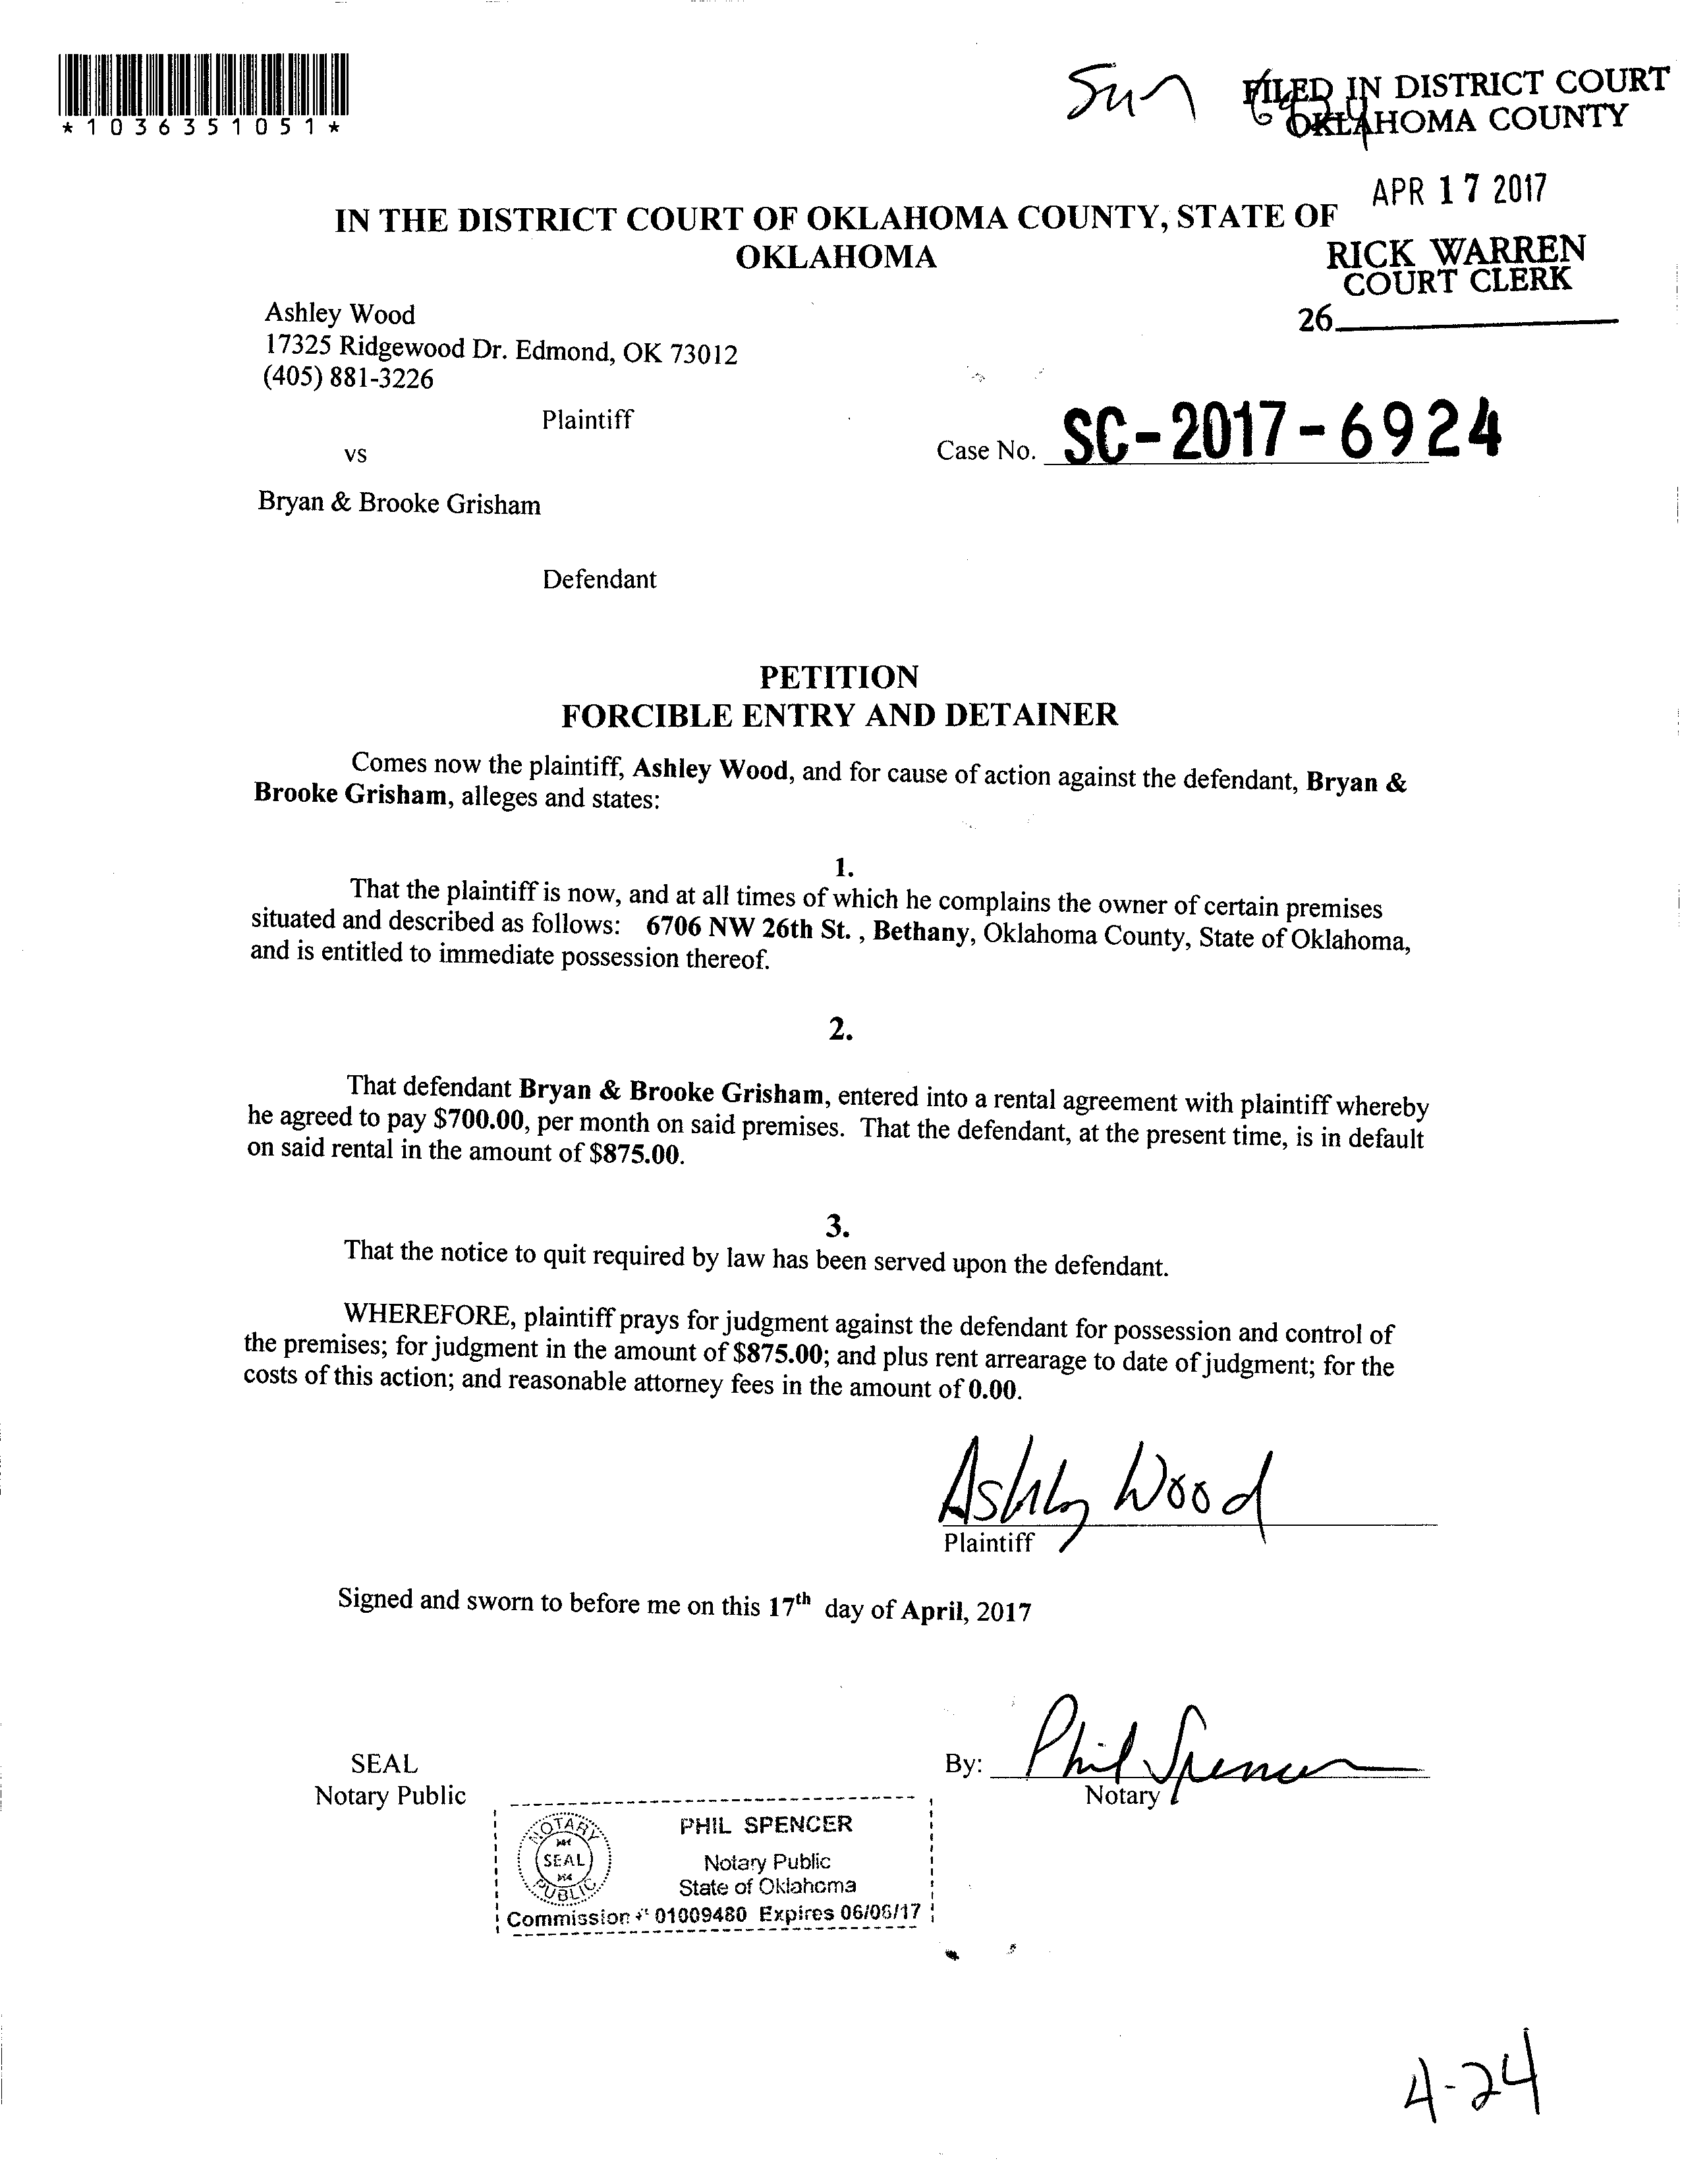 *1036351051*
Sun
FILED IN DISTRICT COURT
OKLAHOMA COUNTY
APR 17 2017
RICK WARREN
COURT CLERK
26
IN THE DISTRICT COURT OF OKLAHOMA COUNTY, STATE OF
OKLAHOMA
Ashley Wood
17325 Ridgewood Dr. Edmond, OK 73012
(405) 881-3226
Plaintiff
vs
Case No. SC-2017-6924
Bryan & Brooke Grisham
Defendant
PETITION
FORCIBLE ENTRY AND DETAINER
Comes now the plaintiff, Ashley Wood, and for cause of action against the defendant, Bryan &
Brooke Grisham, alleges and states:
1.
That the plaintiff is now, and at all times of which he complains the owner of certain premises
situated and described as follows: 6706 NW 26th St. , Bethany, Oklahoma County, State of Oklahoma,
and is entitled to immediate possession thereof.
2.
That defendant Bryan & Brooke Grisham, entered into a rental agreement with plaintiff whereby
he agreed to pay $700.00, per month on said premises. That the defendant, at the present time, is in default
on said rental in the amount of $875.00.
3.
That the notice to quit required by law has been served upon the defendant.
WHEREFORE, plaintiff prays for judgment against the defendant for possession and control of
the premises; for judgment in the amount of $875.00; and plus rent arrearage to date of judgment; for the
costs of this action; and reasonable attorney fees in the amount of 0.00.
Ashley Wood
Plaintiff
Signed and sworn to before me on this 17th day of April, 2017
SEAL
Notary Public
By: Phil Spencer
Notary
NOTARY
SEAL
PUBLIC
PHIL SPENCER
Notary Public
State of Oklahoma
Commission # 01009480 Expires 06/06/17
4-24